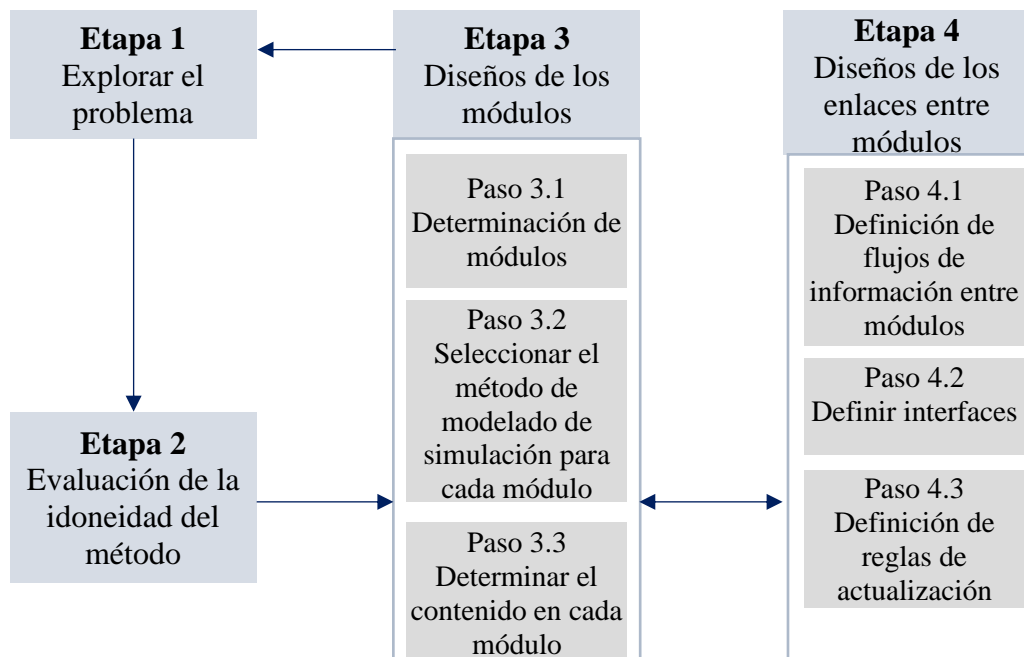 Etapa 1
Explorar el
problema
Etapa 2
Evaluación de la
idoneidad del
método
Etapa 3
Diseños de los
módulos
Paso 3.1
Determinación de
módulos
Paso 3.2
Seleccionar el
método de
modelado de
simulación para
cada módulo
Paso 3.3
Determinar el
contenido en cada
módulo
Etapa 4
Diseños de los
enlaces entre
módulos
Paso 4.1
Definición de
flujos de
información entre
módulos
Paso 4.2
Definir interfaces
Paso 4.3
Definición de
reglas de
actualización